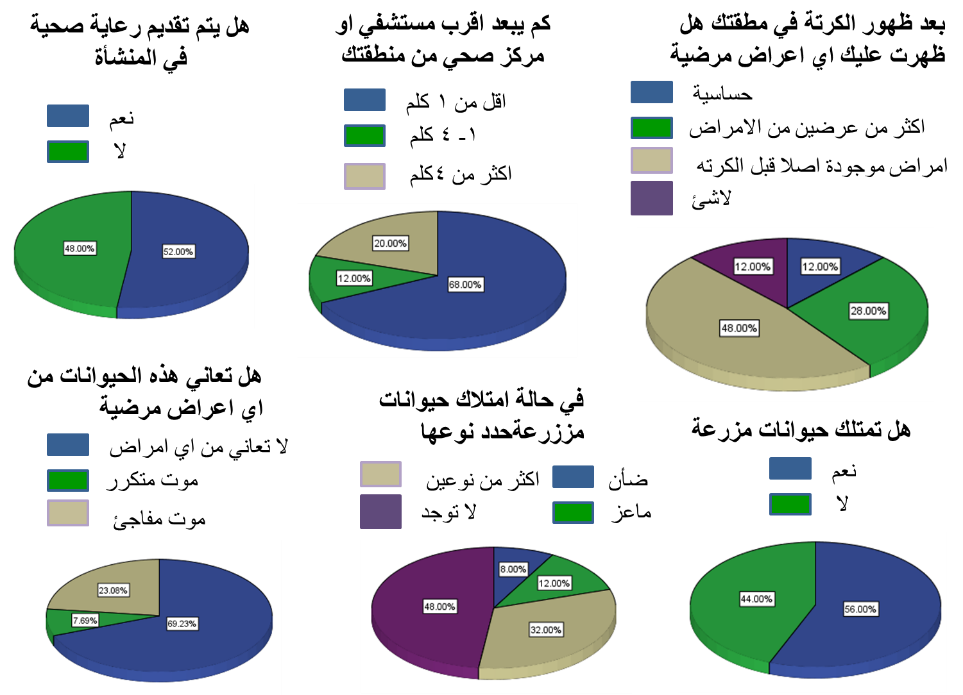 بعد ظهور الكرتة في مطقتك هل
ظهرت عليك اي اعراض مرضية
حساسية
اكثر من عرضين من الامراض
امراض موجودة اصلا قبل الكرته
لاشئ
12.00%
12.00%
28.00%
48.00%
كم يبعد اقرب مستشفي او
مركز صحي من منطقتك
اقل من ١ كلم
١- ٤ كلم
اكثر من ٤كلم
20.00%
12.00%
68.00%
هل يتم تقديم رعاية صحية
في المنشأة
نعم
لا
48.00%
52.00%
هل تمتلك حيوانات مزرعة
نعم
لا
44.00%
56.00%
في حالة امتلاك حيوانات
مززرعةحدد نوعها
ضأن
اكثر من نوعين
ماعز
لا توجد
8.00%
12.00%
48.00%
32.00%
هل تعاني هذه الحيوانات من
اي اعراض مرضية
لا تعاني من اي امراض
موت متكرر
موت مفاجئ
23.08%
7.69%
69.23%